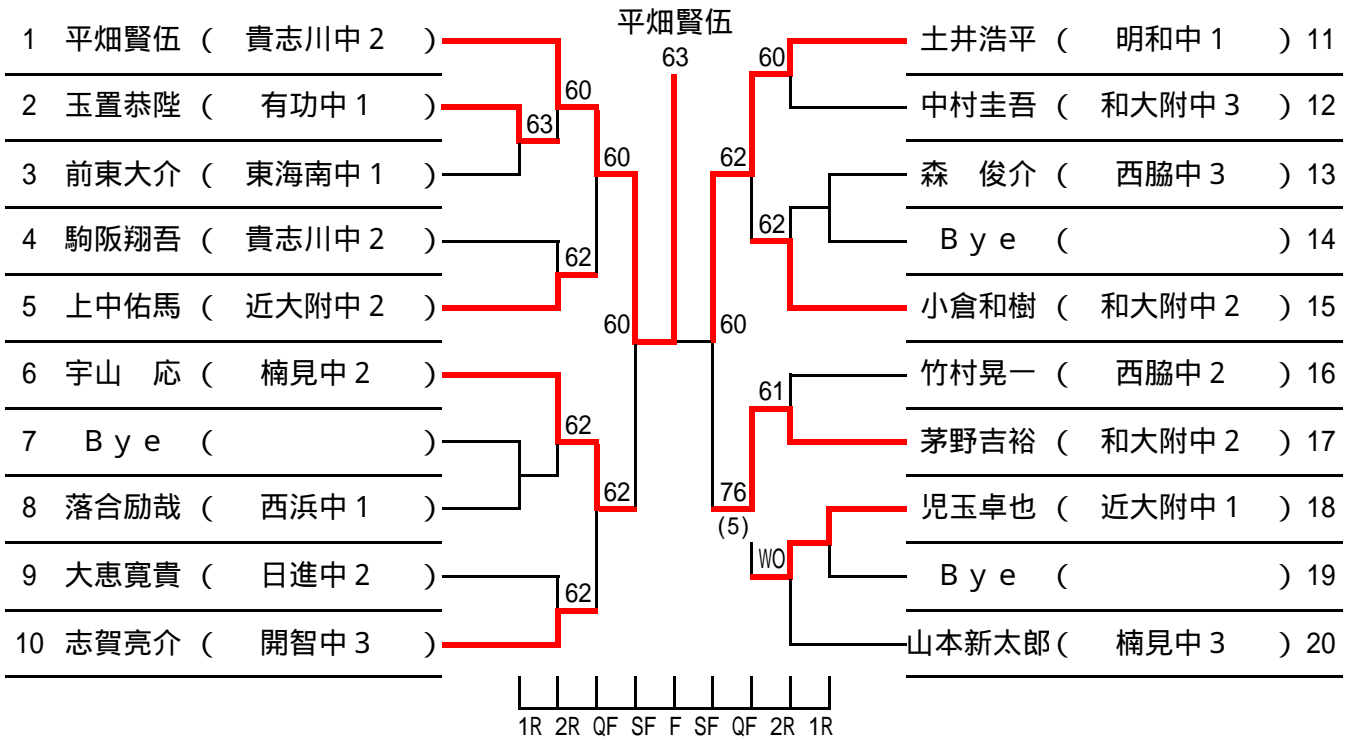 平畑賢伍
63
1 平畑賢伍 ( 貴志川中 2 )
60
2 玉置恭陛 ( 有功中 1 )
63
3 前東大介 ( 東海南中 1 )
60
4 駒阪翔吾 ( 貴志川中 2 )
62
5 上中佑馬 ( 近大附中 2 )
60
6 宇山 応 ( 楠見中 2 )
62
7 Bye ( )
8 落合励哉 ( 西浜中 1 )
62
9 大恵寛貴 ( 日進中 2 )
62
10 志賀亮介 ( 開智中 3 )
土井浩平 ( 明和中 1 ) 11
60
中村圭吾 ( 和大附中 3 ) 12
62
森 俊介 ( 西脇中 3 ) 13
62
Bye ( ) 14
小倉和樹 ( 和大附中 2 ) 15
60
竹村晃一 ( 西脇中 2 ) 16
61
茅野吉裕 ( 和大附中 2 ) 17
76
(5)
児玉卓也 ( 近大附中 1 ) 18
WO
Bye ( ) 19
山本新太郎 ( 楠見中 3 ) 20
1R 2R QF SF F SF QF 2R 1R